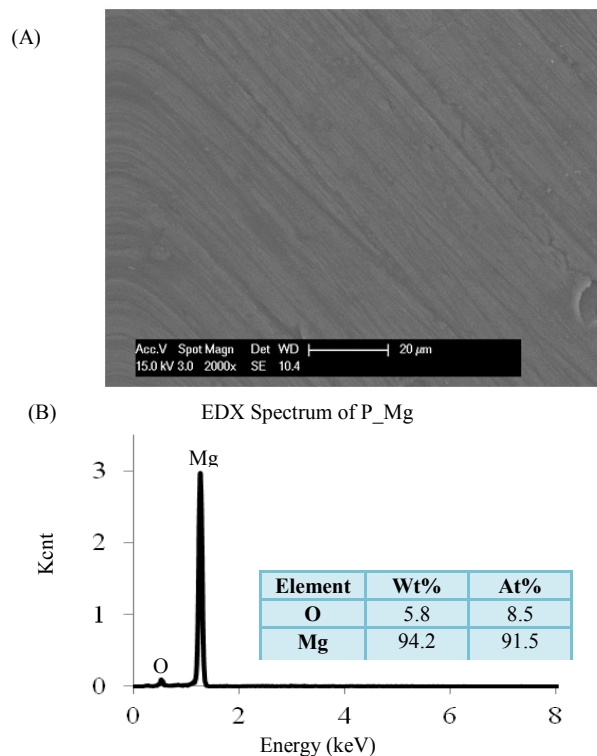 (A)
Acc.V Spot Magn Det WD 20 µm
15.0 kV 3.0 2000x SE 10.4
(B) EDX Spectrum of P_Mg
Mg
3
2
1
0
Kcnt
O
Element Wt% At%
O 5.8 8.5
Mg 94.2 91.5
0 2 4 6 8
Energy (keV)